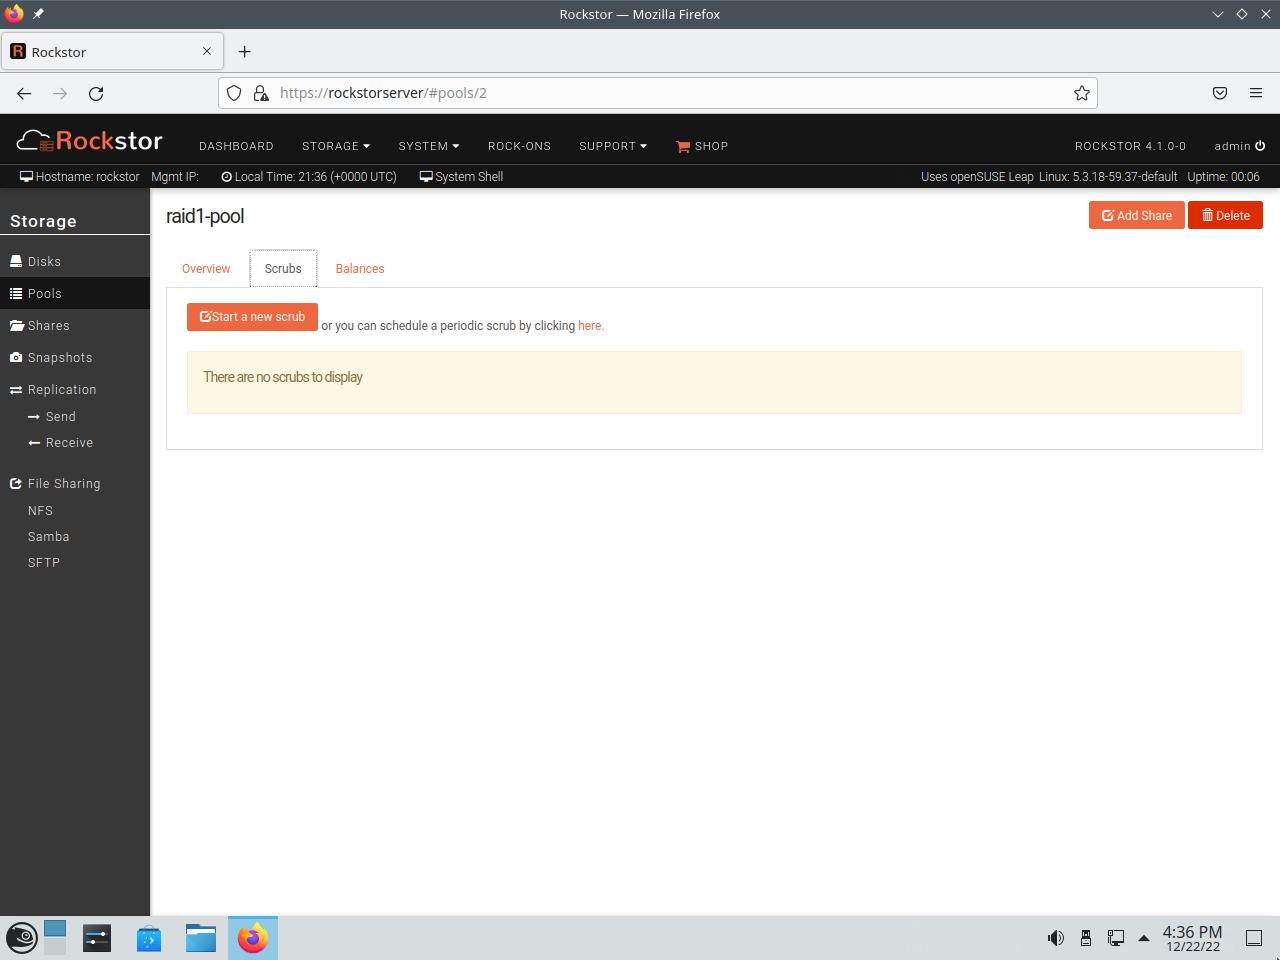 Rockstor — Mozilla Firefox
Rockstor
https://rockstorserver/#pools/2
Rockstor
DASHBOARD
STORAGE
SYSTEM
ROCK-ONS
SUPPORT
SHOP
ROCKSTOR 4.1.0-0
admin
Hostname: rockstor
Mgmt IP:
Local Time: 21:36 (+0000 UTC)
System Shell
Uses openSUSE Leap
Linux: 5.3.18-59.37-default
Uptime: 00:06
Storage
Disks
Pools
Shares
Snapshots
Replication
Send
Receive
File Sharing
NFS
Samba
SFTP
raid1-pool
Add Share
Delete
Overview
Scrubs
Balances
Start a new scrub or you can schedule a periodic scrub by clicking here.
There are no scrubs to display
4:36 PM
12/22/22